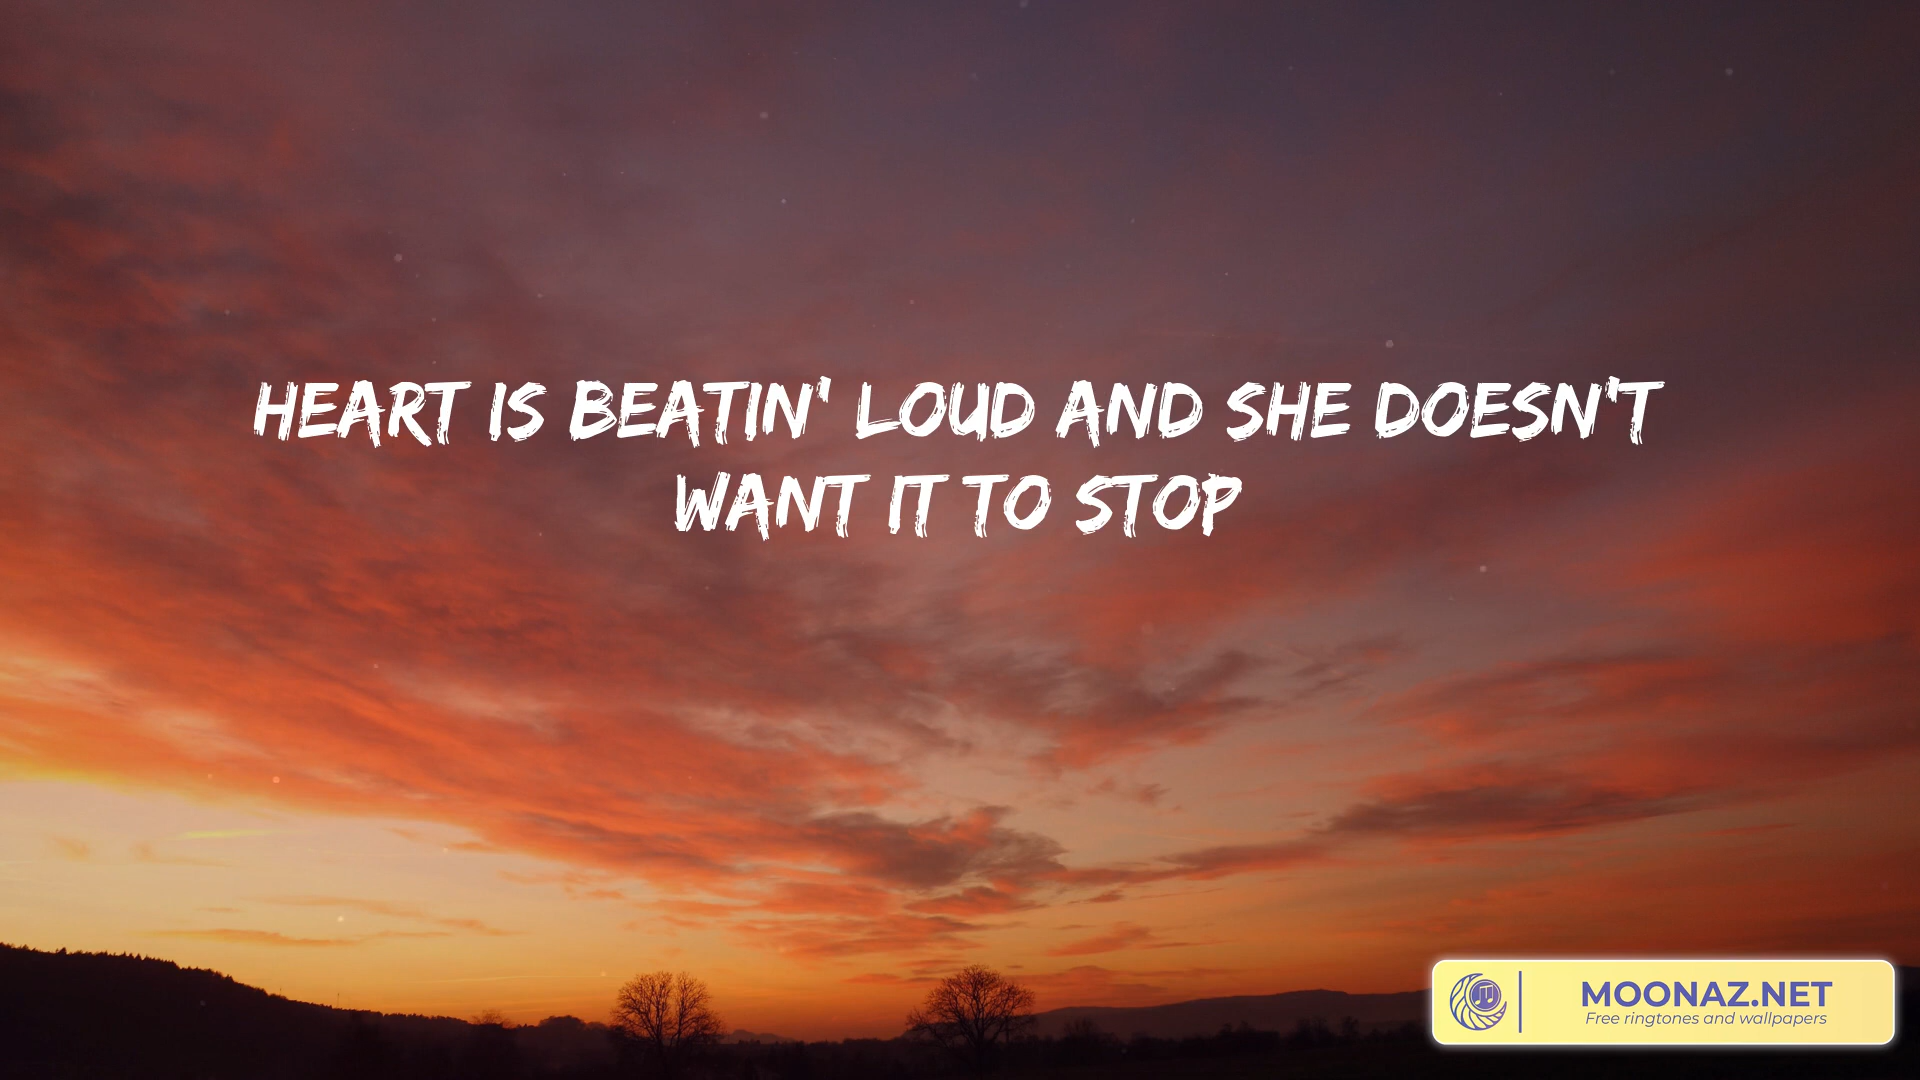 HEART IS BEATIN' LOUD AND SHE DOESN'T
WANT IT TO STOP
MOONAZ.NET
Free ringtones and wallpapers